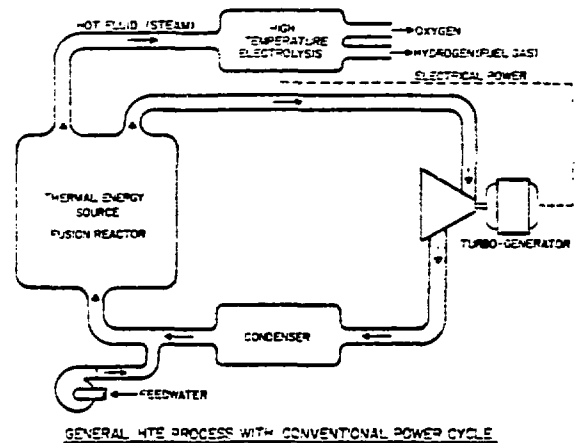 HOT FLUID (STEAM)
HIGH
TEMPERATURE
ELECTROLYSIS
OXYGEN
HYDROGEN(FUEL GAS)
ELECTRICAL POWER
THERMAL ENERGY
SOURCE
FUSION REACTOR
TURBO-GENERATOR
CONDENSER
FEEDWATER
GENERAL HTE PROCESS WITH CONVENTIONAL POWER CYCLE